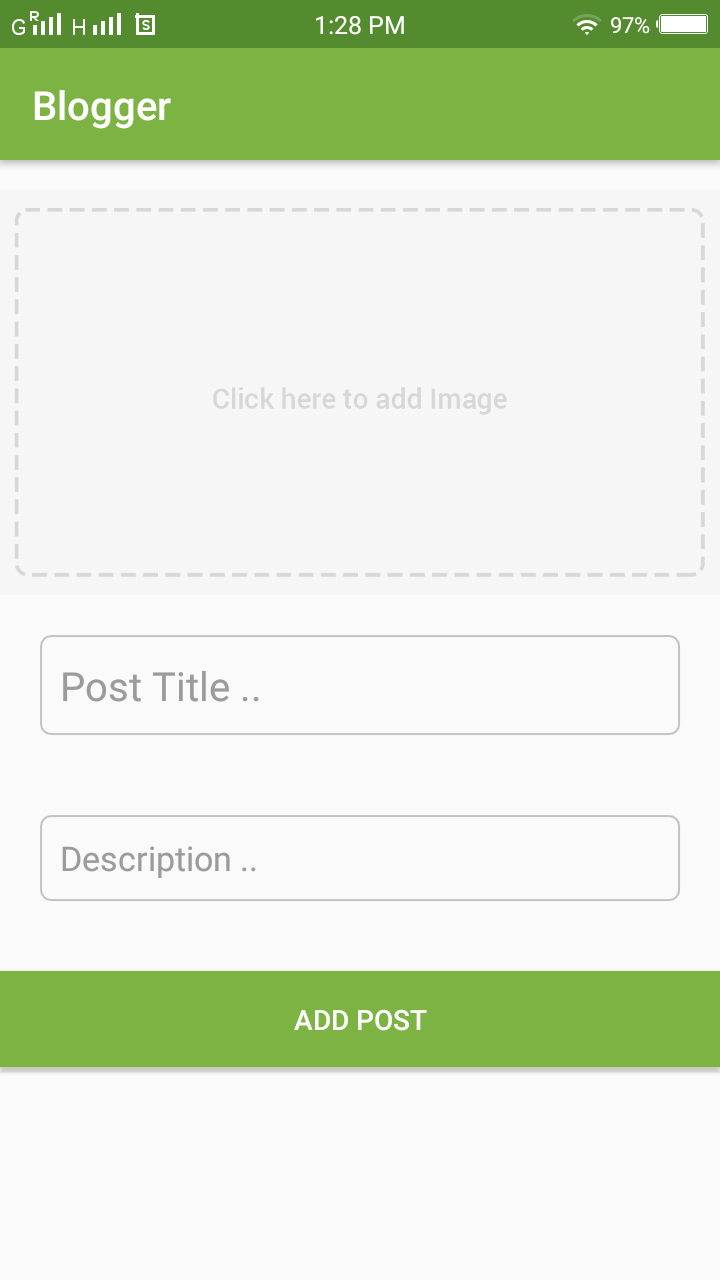 G R H S 1:28 PM 97%
Blogger
Click here to add Image
Post Title ..
Description ..
ADD POST